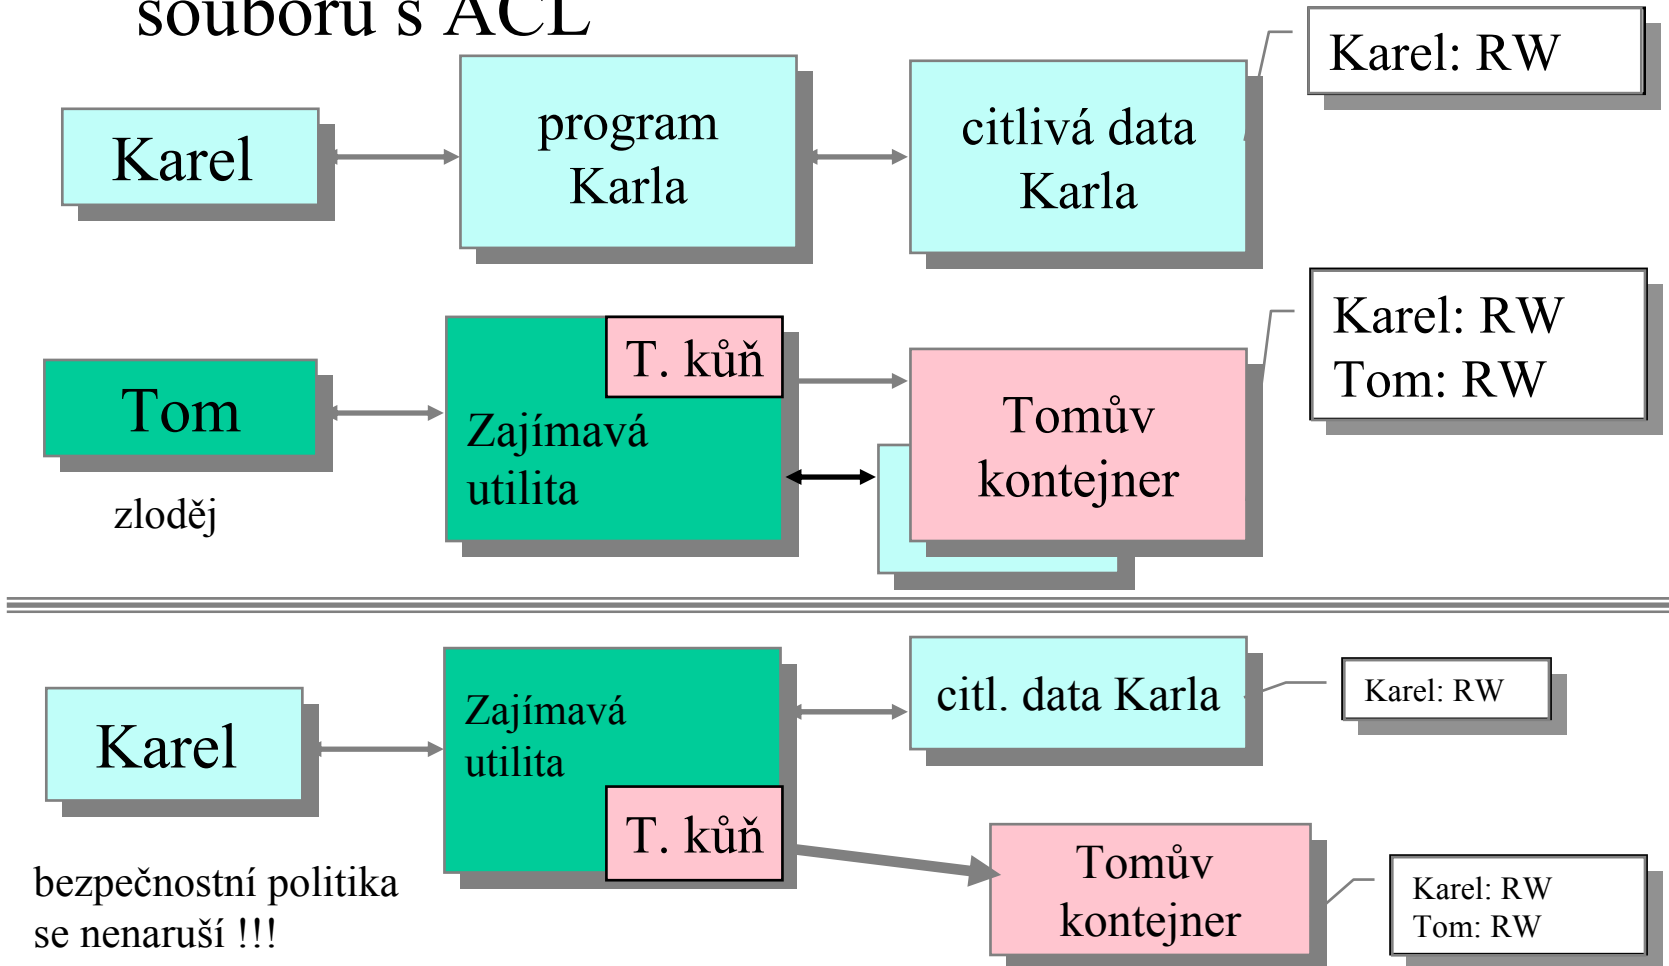 souborů s ACL
Karel: RW
Karel
program
Karla
citlivá data
Karla
Karel: RW
Tom: RW
T. kůň
Tom
Zajímavá
utilita
Tomův
kontejner
zloděj
Karel
Zajímavá
utilita
citl. data Karla
Karel: RW
T. kůň
Tomův
kontejner
Karel: RW
Tom: RW
bezpečnostní politika
se nenaruší !!!